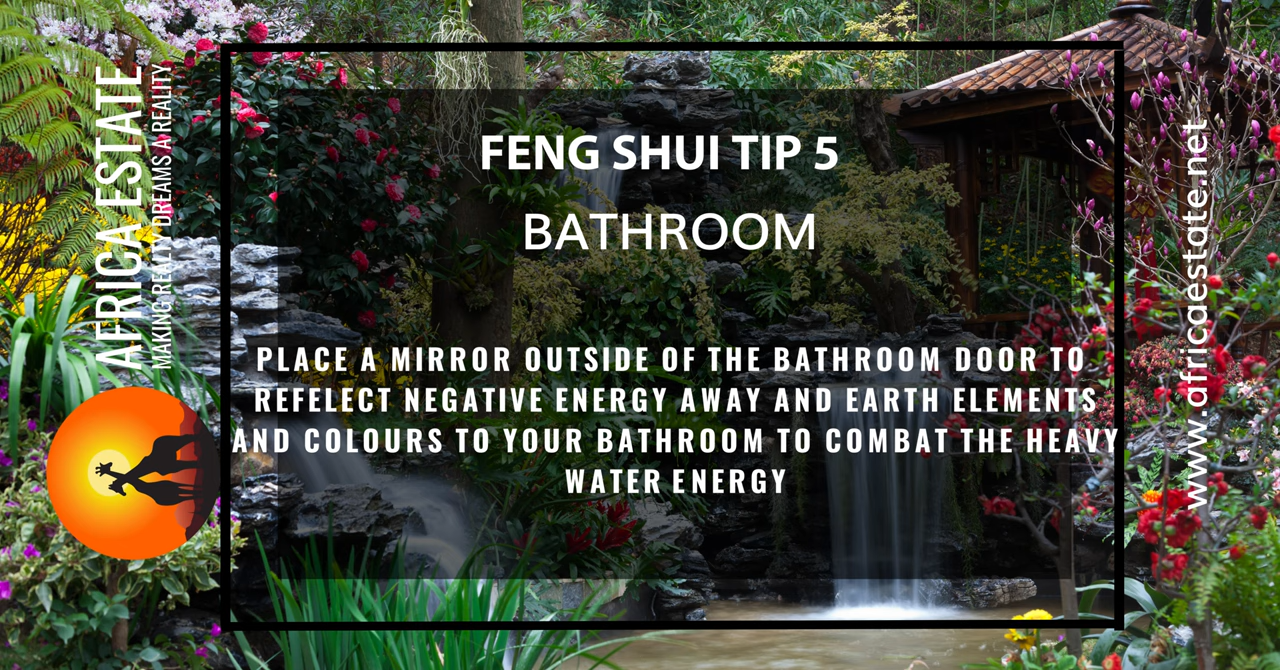 AFRICA ESTATE
MAKING REALTY DREAMS A REALITY
FENG SHUI TIP 5
BATHROOM
PLACE A MIRROR OUTSIDE OF THE BATHROOM DOOR TO
REFELECT NEGATIVE ENERGY AWAY AND EARTH ELEMENTS
AND COLOURS TO YOUR BATHROOM TO COMBAT THE HEAVY
WATER ENERGY
www.africaestate.net